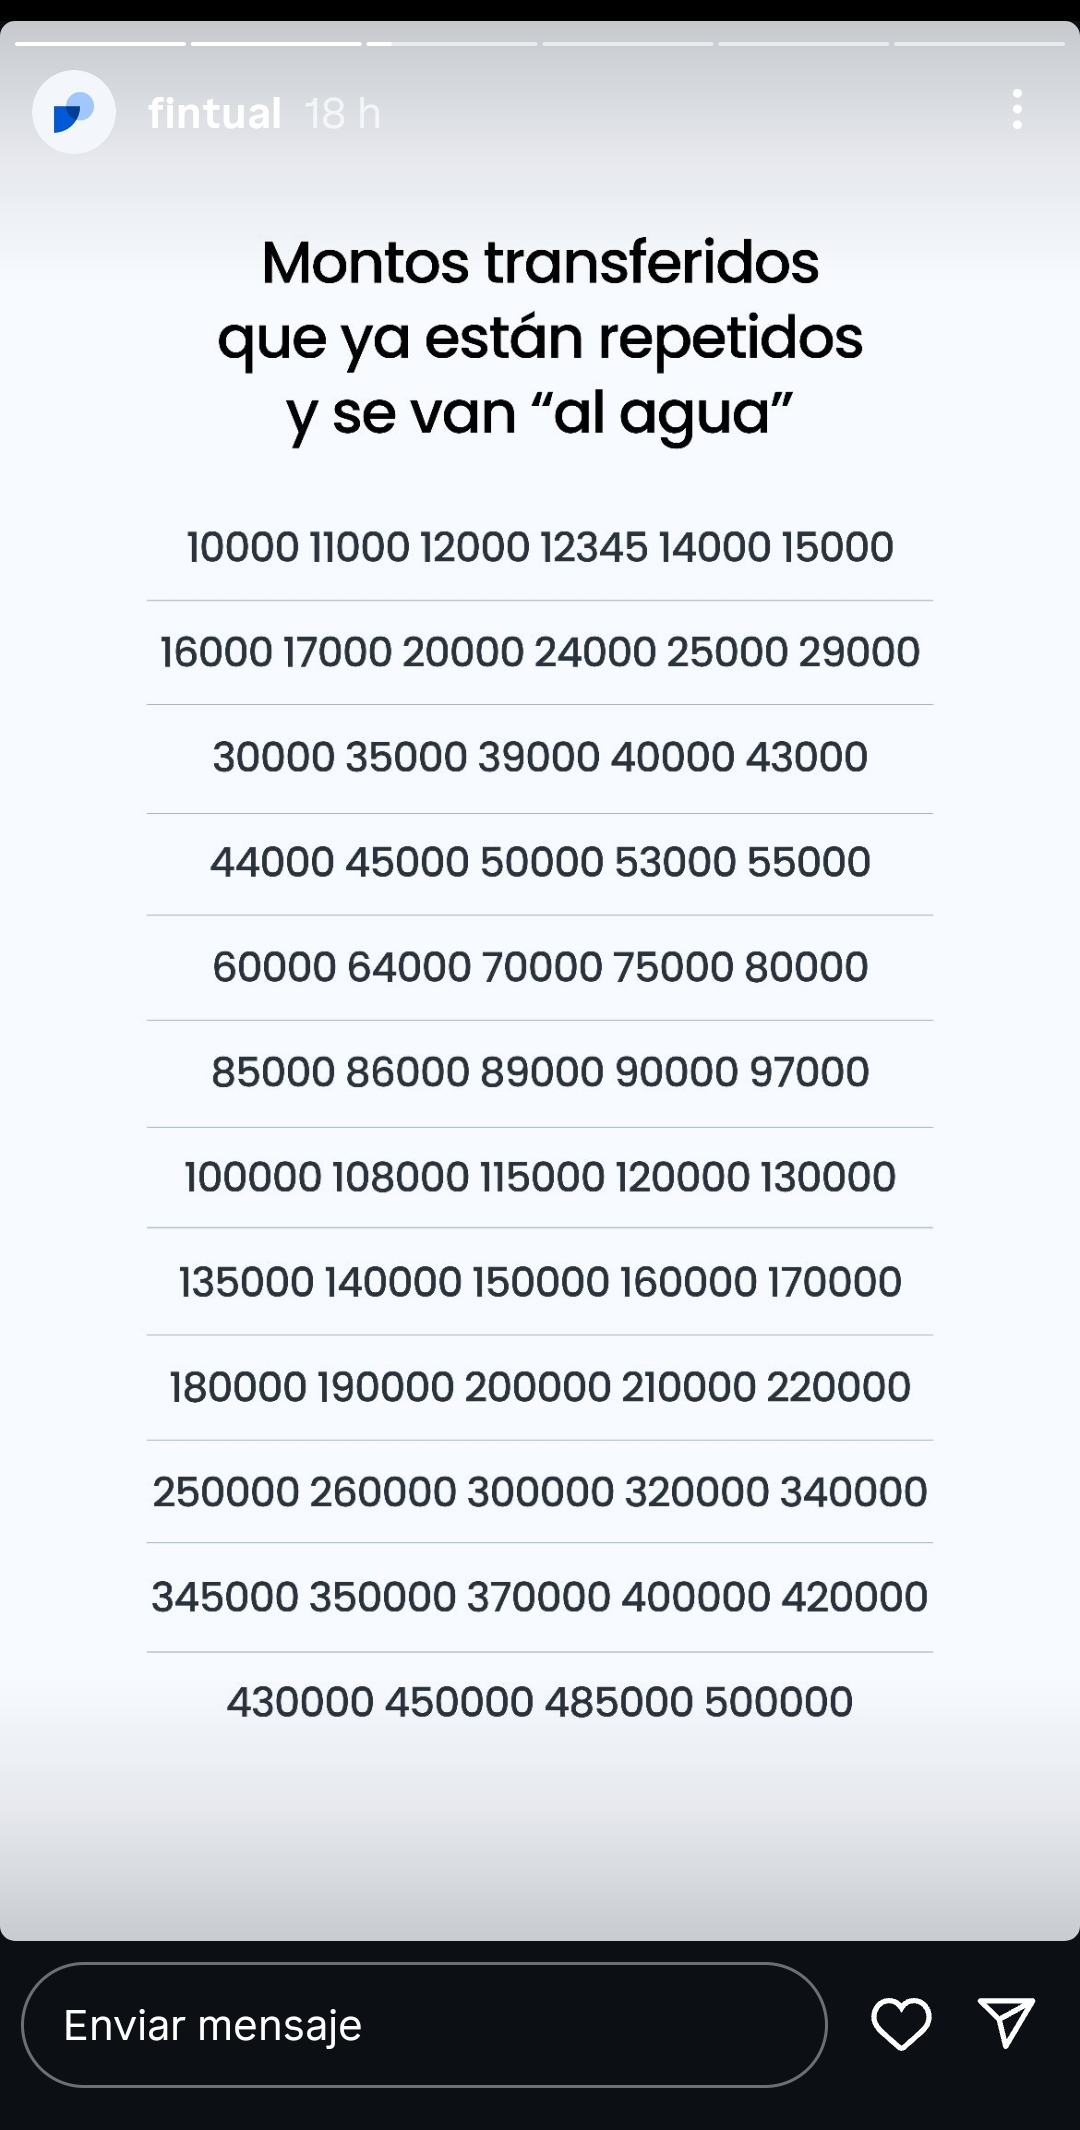 fintual 18 h
Montos transferidos
que ya están repetidos
y se van “al agua”
10000 11000 12000 12345 14000 15000
16000 17000 20000 24000 25000 29000
30000 35000 39000 40000 43000
44000 45000 50000 53000 55000
60000 64000 70000 75000 80000
85000 86000 89000 90000 97000
100000 108000 115000 120000 130000
135000 140000 150000 160000 170000
180000 190000 200000 210000 220000
250000 260000 300000 320000 340000
345000 350000 370000 400000 420000
430000 450000 485000 500000
Enviar mensaje